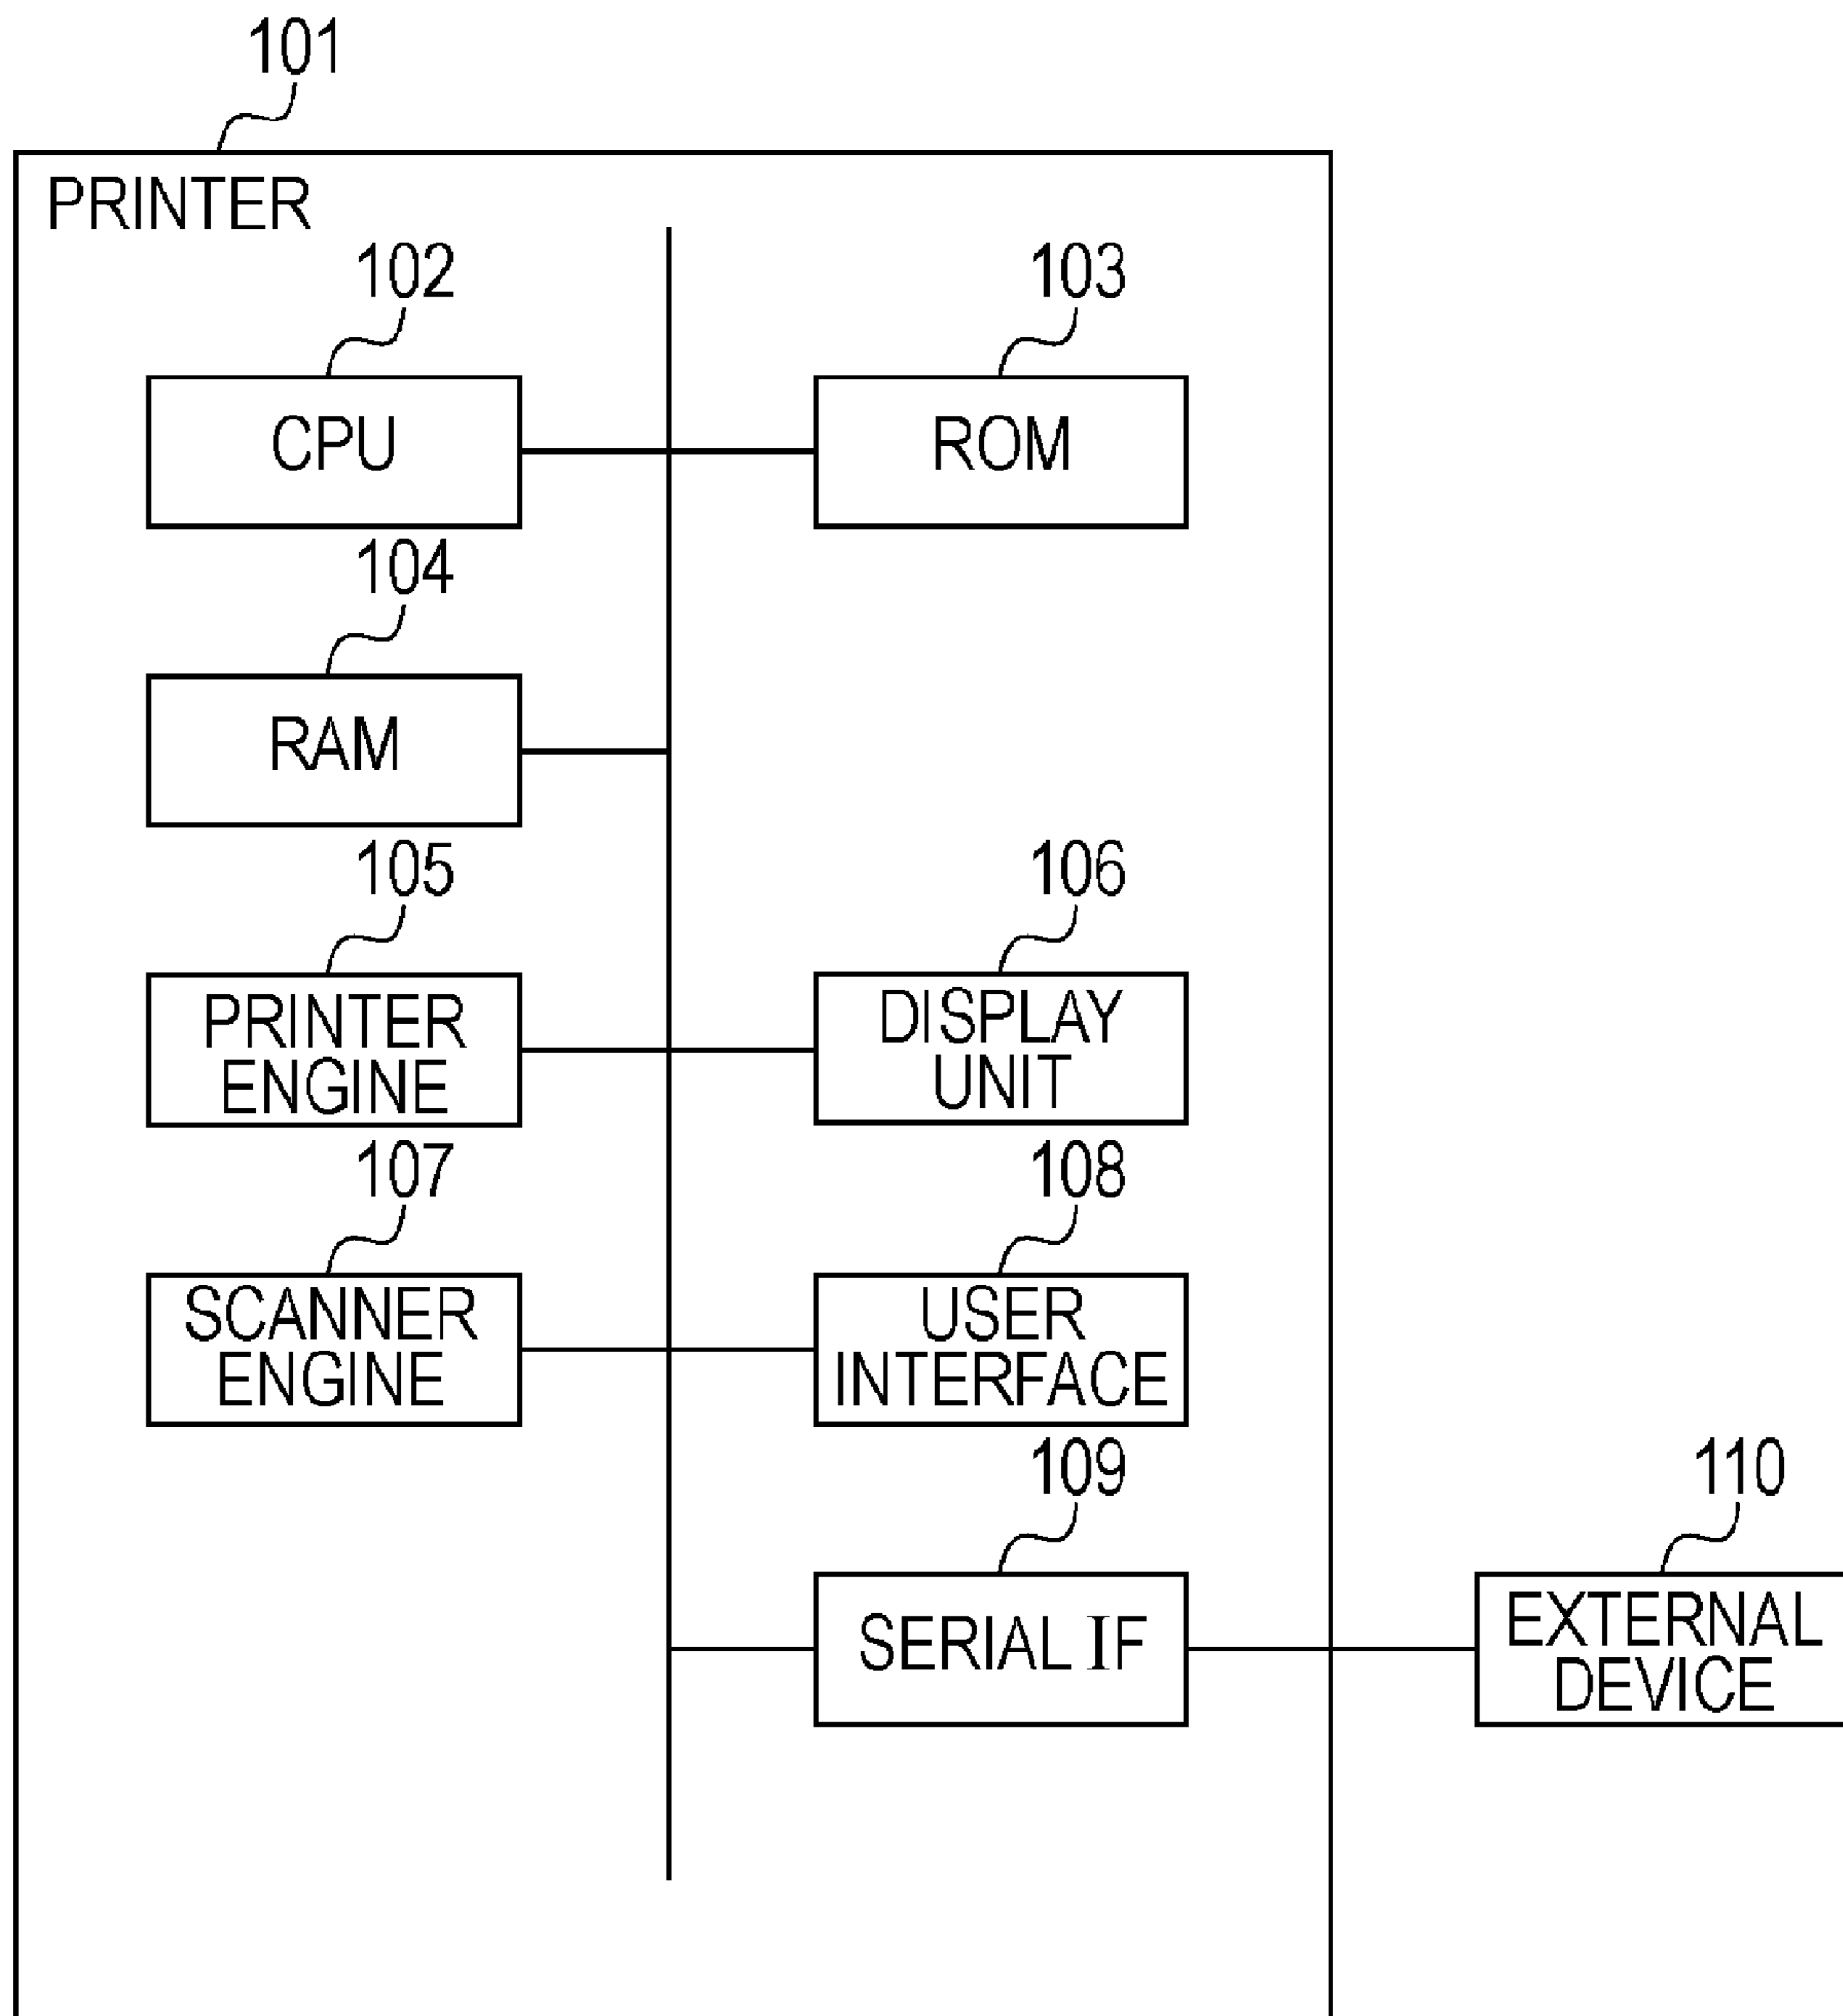 101
PRINTER
102
103
CPU
ROM
104
RAM
105
106
PRINTER
ENGINE
DISPLAY
UNIT
107
108
SCANNER
ENGINE
USER
INTERFACE
109
110
SERIAL IF
EXTERNAL
DEVICE